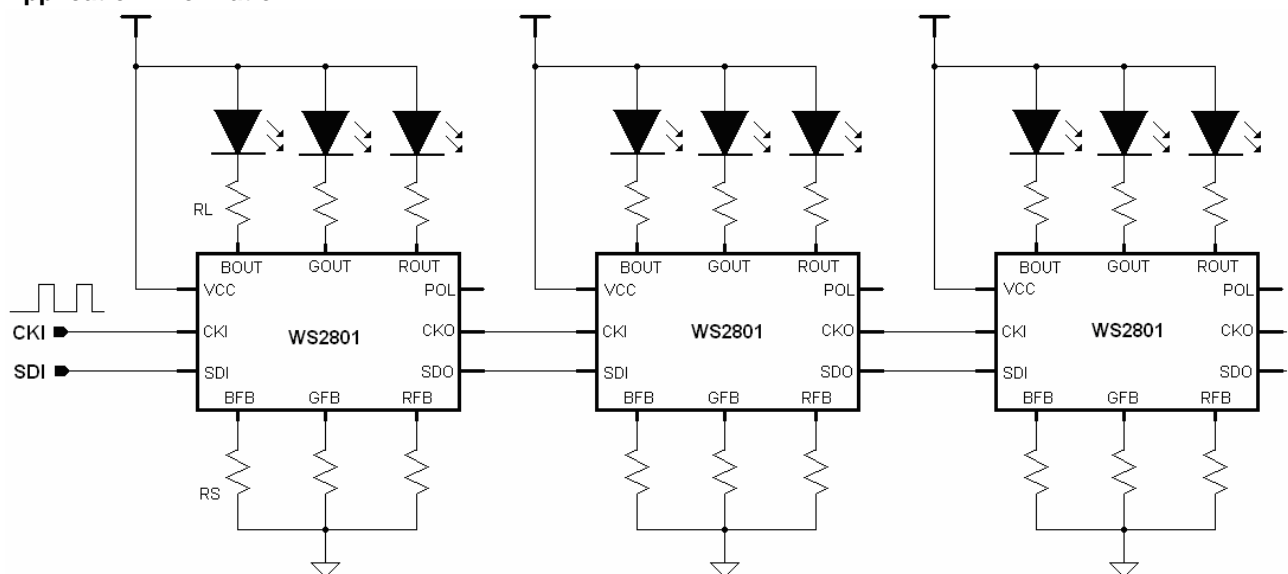 RL
BOUT GOUT ROUT
VCC POL
CKI CKI WS2801 CKO
SDI SDI SDO
BFB GFB RFB
RS
BOUT GOUT ROUT
VCC POL
CKI WS2801 CKO
SDI SDO
BFB GFB RFB
BOUT GOUT ROUT
VCC POL
CKI WS2801 CKO
SDI SDO
BFB GFB RFB